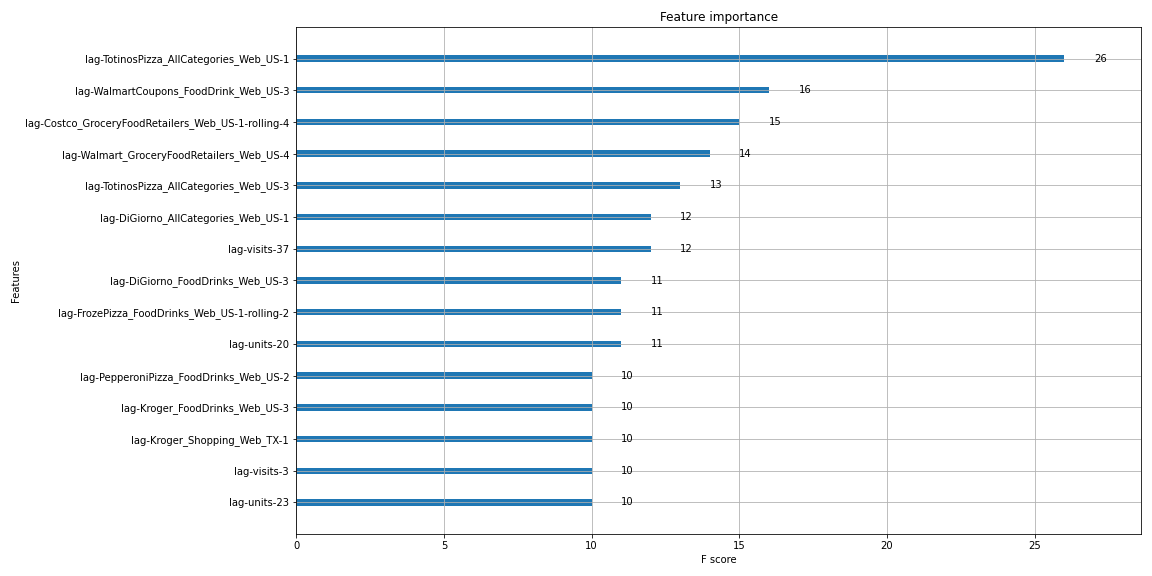 Feature importance
lag-TotinosPizza_AllCategories_Web_US-1 26
lag-WalmartCoupons_FoodDrink_Web_US-3 16
lag-Costco_GroceryFoodRetailers_Web_US-1-rolling-4 15
lag-Walmart_GroceryFoodRetailers_Web_US-4 14
lag-TotinosPizza_AllCategories_Web_US-3 13
lag-DiGiorno_AllCategories_Web_US-1 12
lag-visits-37 12
lag-DiGiorno_FoodDrinks_Web_US-3 11
lag-FrozePizza_FoodDrinks_Web_US-1-rolling-2 11
lag-units-20 11
lag-PepperoniPizza_FoodDrinks_Web_US-2 10
lag-Kroger_FoodDrinks_Web_US-3 10
lag-Kroger_Shopping_Web_TX-1 10
lag-visits-3 10
lag-units-23 10
Features
0 5 10 15 20 25
F score